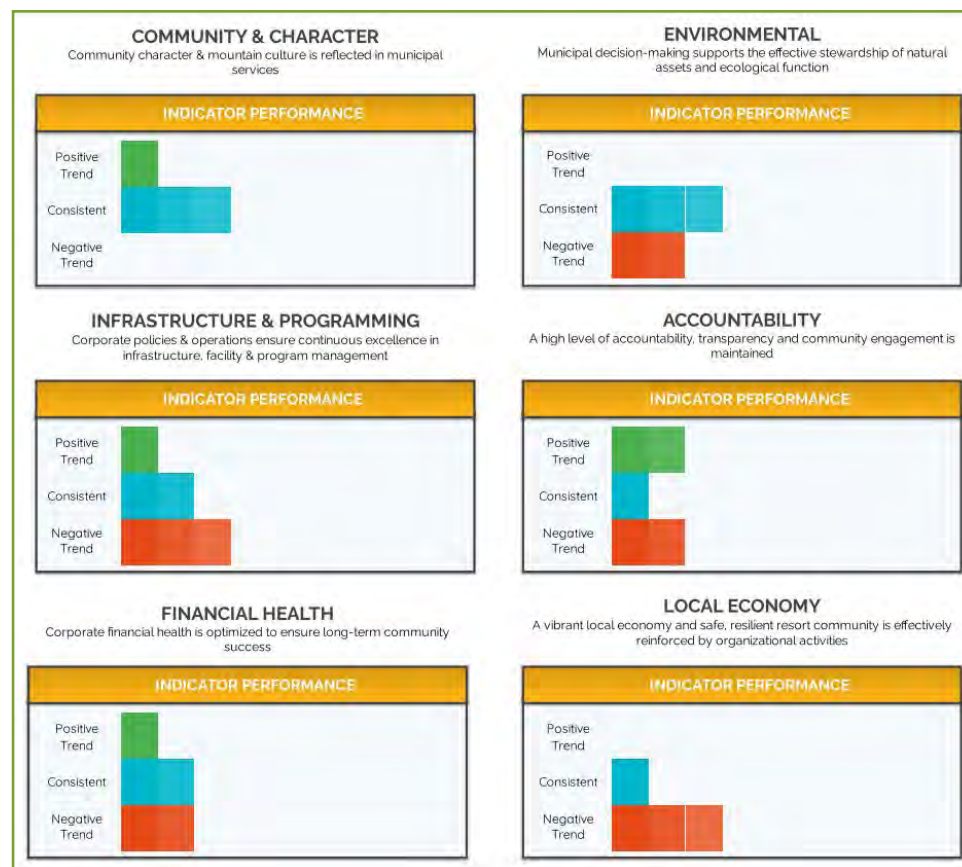 COMMUNITY & CHARACTER
Community character & mountain culture is reflected in municipal
services
INDICATOR PERFORMANCE
Positive
Trend
Consistent
Negative
Trend
ENVIRONMENTAL
Municipal decision-making supports the effective stewardship of natural
assets and ecological function
INDICATOR PERFORMANCE
Positive
Trend
Consistent
Negative
Trend
INFRASTRUCTURE & PROGRAMMING
Corporate policies & operations ensure continuous excellence in
infrastructure, facility & program management
INDICATOR PERFORMANCE
Positive
Trend
Consistent
Negative
Trend
ACCOUNTABILITY
A high level of accountability, transparency and community engagement is
maintained
INDICATOR PERFORMANCE
Positive
Trend
Consistent
Negative
Trend
FINANCIAL HEALTH
Corporate financial health is optimized to ensure long-term community
success
INDICATOR PERFORMANCE
Positive
Trend
Consistent
Negative
Trend
LOCAL ECONOMY
A vibrant local economy and safe, resilient resort community is effectively
reinforced by organizational activities
INDICATOR PERFORMANCE
Positive
Trend
Consistent
Negative
Trend